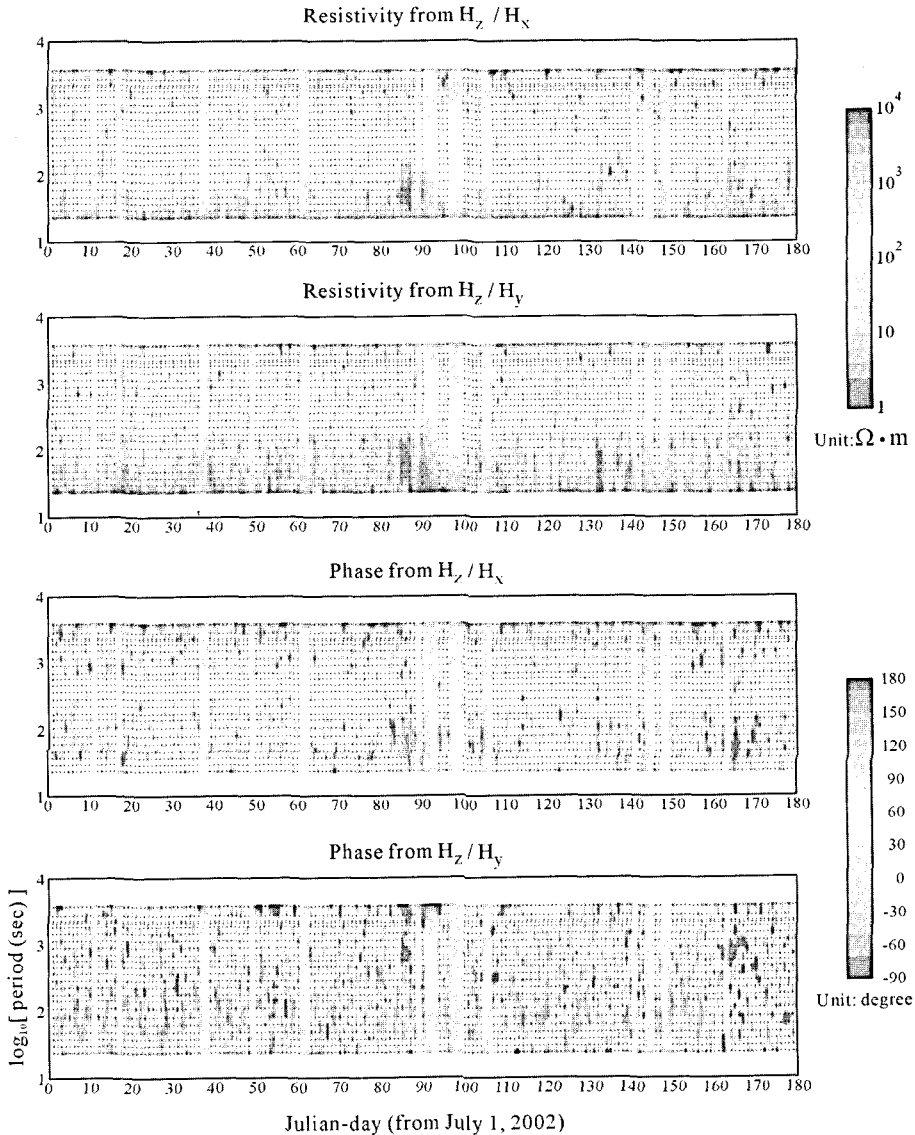 Resistivity from H_z / H_x
4
3
2
1
0 10 20 30 40 50 60 70 80 90 100 110 120 130 140 150 160 170 180
Resistivity from H_z / H_y
4
3
2
1
0 10 20 30 40 50 60 70 80 90 100 110 120 130 140 150 160 170 180
10^4
10^3
10^2
10
1
Unit: Ω • m
Phase from H_z / H_x
4
3
2
1
0 10 20 30 40 50 60 70 80 90 100 110 120 130 140 150 160 170 180
Phase from H_z / H_y
4
3
2
1
0 10 20 30 40 50 60 70 80 90 100 110 120 130 140 150 160 170 180
180
150
120
90
60
30
0
-30
-60
-90
Unit: degree
log₁₀[ period (sec) ]
Julian-day (from July 1, 2002)